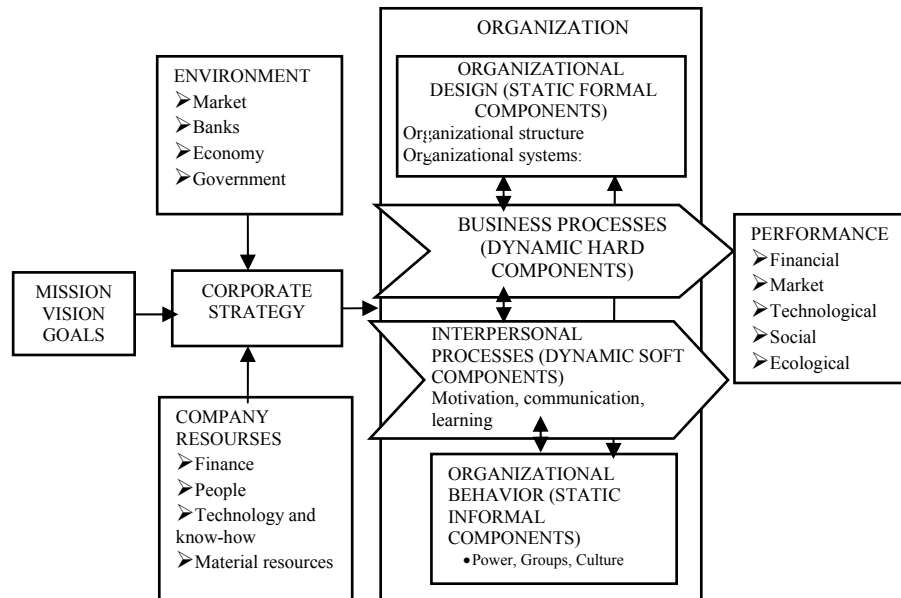 ORGANIZATION
ENVIRONMENT
➢Market
➢Banks
➢Economy
➢Government
ORGANIZATIONAL
DESIGN (STATIC FORMAL
COMPONENTS)
Organizational structure
Organizational systems:
MISSION
VISION
GOALS
CORPORATE
STRATEGY
BUSINESS PROCESSES
(DYNAMIC HARD
COMPONENTS)
INTERPERSONAL
PROCESSES (DYNAMIC SOFT
COMPONENTS)
Motivation, communication,
learning
PERFORMANCE
➢Financial
➢Market
➢Technological
➢Social
➢Ecological
COMPANY
RESOURSES
➢Finance
➢People
➢Technology and
know-how
➢Material resources
ORGANIZATIONAL
BEHAVIOR (STATIC
INFORMAL
COMPONENTS)
•Power, Groups, Culture